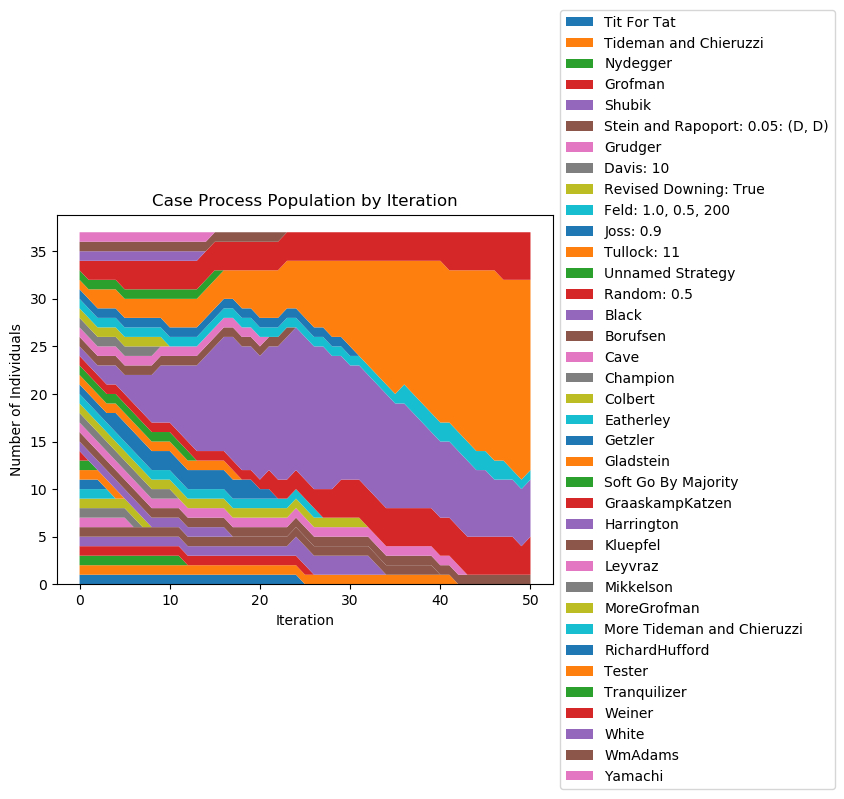 Case Process Population by Iteration
Number of Individuals
35
30
25
20
15
10
5
0
0 10 20 30 40 50
Iteration
Tit For Tat
Tideman and Chieruzzi
Nydegger
Grofman
Shubik
Stein and Rapoport: 0.05: (D, D)
Grudger
Davis: 10
Revised Downing: True
Feld: 1.0, 0.5, 200
Joss: 0.9
Tullock: 11
Unnamed Strategy
Random: 0.5
Black
Borufsen
Cave
Champion
Colbert
Eatherley
Getzler
Gladstein
Soft Go By Majority
GraaskampKatzen
Harrington
Kluepfel
Leyvraz
Mikkelson
MoreGrofman
More Tideman and Chieruzzi
RichardHufford
Tester
Tranquilizer
Weiner
White
WmAdams
Yamachi